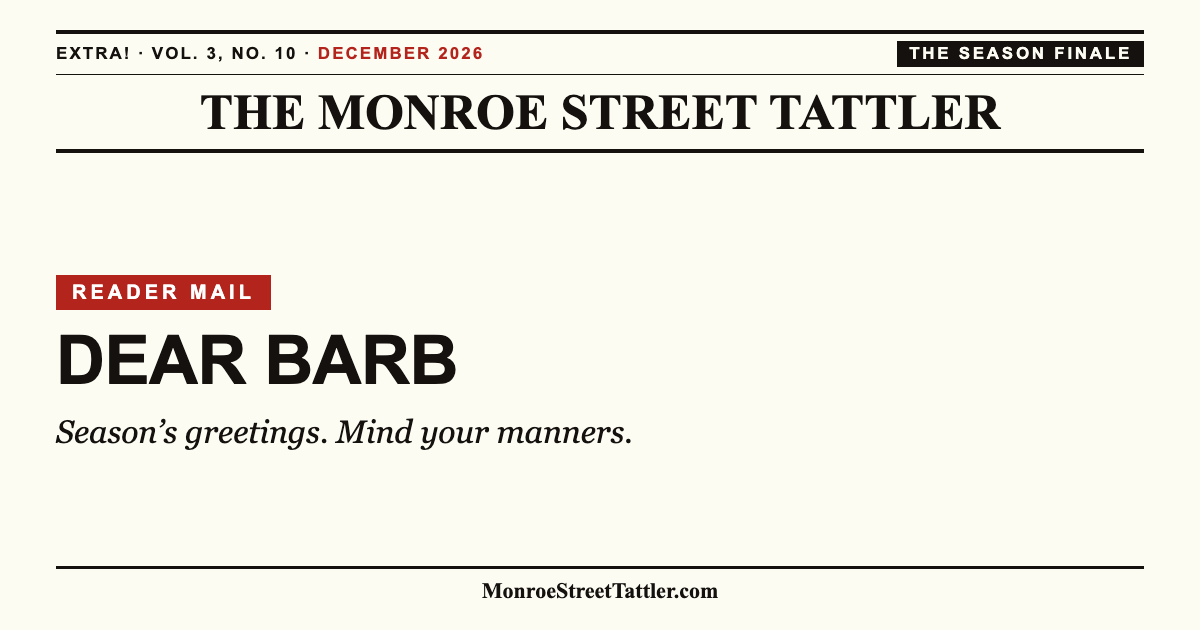 EXTRA! · VOL. 3, NO. 10 · DECEMBER 2026
THE SEASON FINALE
THE MONROE STREET TATTLER
READER MAIL
DEAR BARB
Season’s greetings. Mind your manners.
MonroeStreetTattler.com